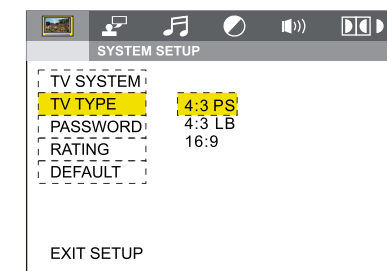 SYSTEM SETUP
TV SYSTEM
TV TYPE
4:3 PS
PASSWORD
4:3 LB
RATING
16:9
DEFAULT
EXIT SETUP